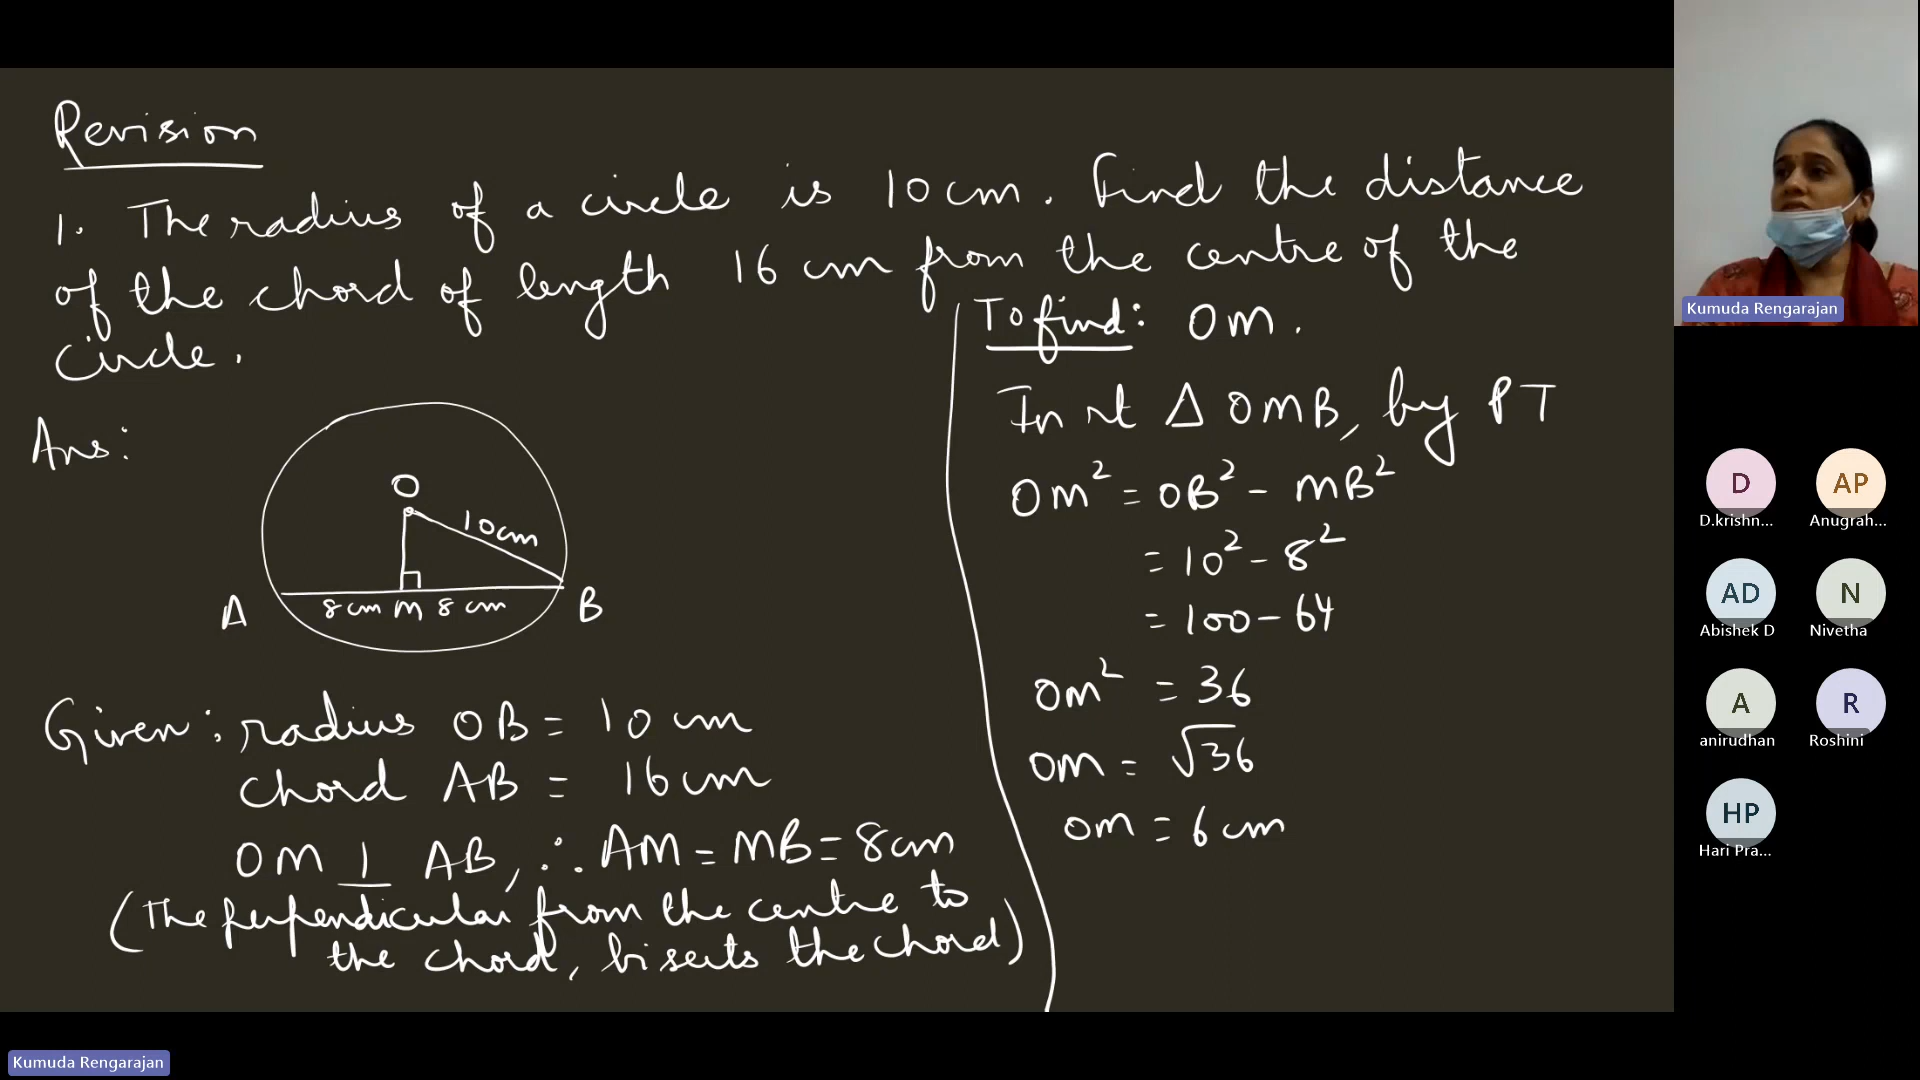 Revision
1. The radius of a circle is 10 cm. Find the distance
of the chord of length 16 cm from the centre of the
circle.
Ans:
O
10cm
A
8 cm M 8 cm
B
Given: radius OB = 10 cm
chord AB = 16 cm
OM ⊥ AB, ∴ AM = MB = 8cm
(The perpendicular from the centre to
the chord, bisects the chord)
To find: OM.
In rt Δ OMB, by PT
OM² = OB² - MB²
= 10² - 8²
= 100 - 64
OM² = 36
OM = √36
OM = 6 cm
Kumuda Rengarajan
D
D.krishn...
AP
Anugrah...
AD
Abishek D
N
Nivetha
A
anirudhan
R
Roshini
HP
Hari Pra...
Kumuda Rengarajan